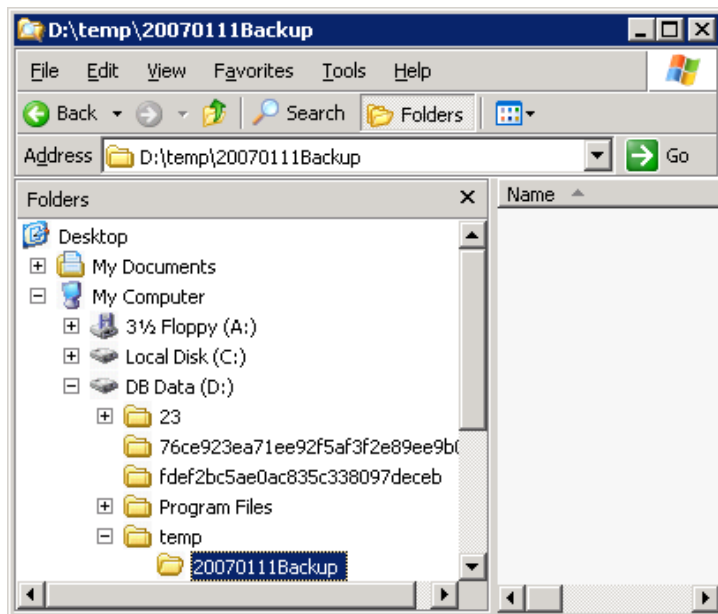 D:\temp\20070111Backup
File Edit View Favorites Tools Help
Back Search Folders
Address D:\temp\20070111Backup Go
Folders
Name
Desktop
My Documents
My Computer
3½ Floppy (A:)
Local Disk (C:)
DB Data (D:)
23
76ce923ea71ee92f5af3f2e89ee9b
fdef2bc5ae0ac835c338097deceb
Program Files
temp
20070111Backup